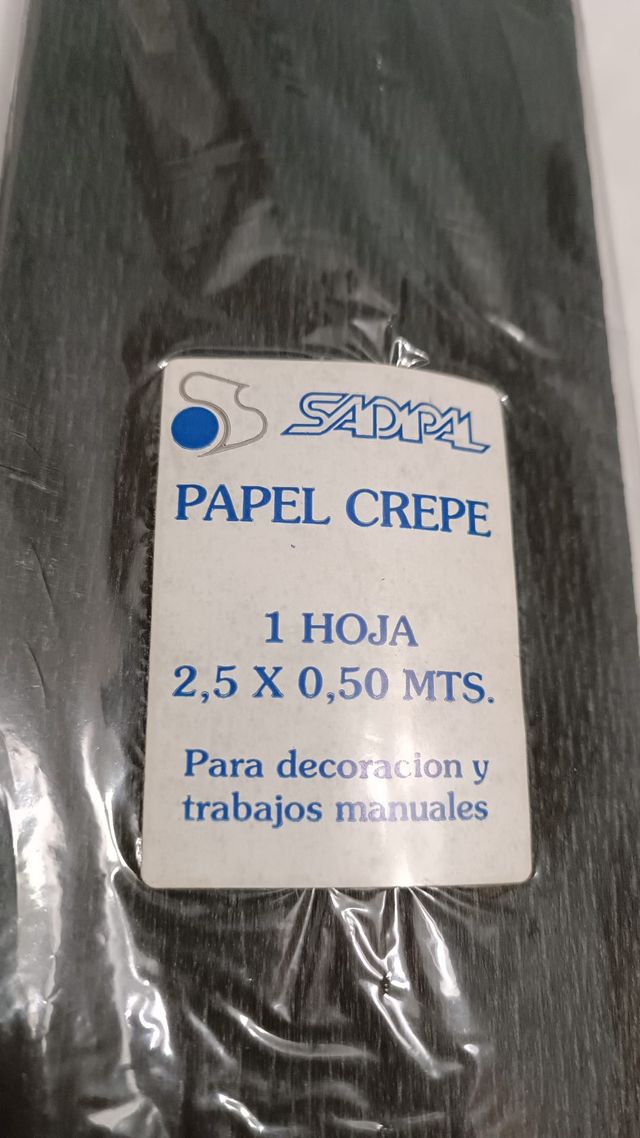 SADIPAL
PAPEL CREPE
1 HOJA
2,5 X 0,50 MTS.
Para decoracion y
trabajos manuales